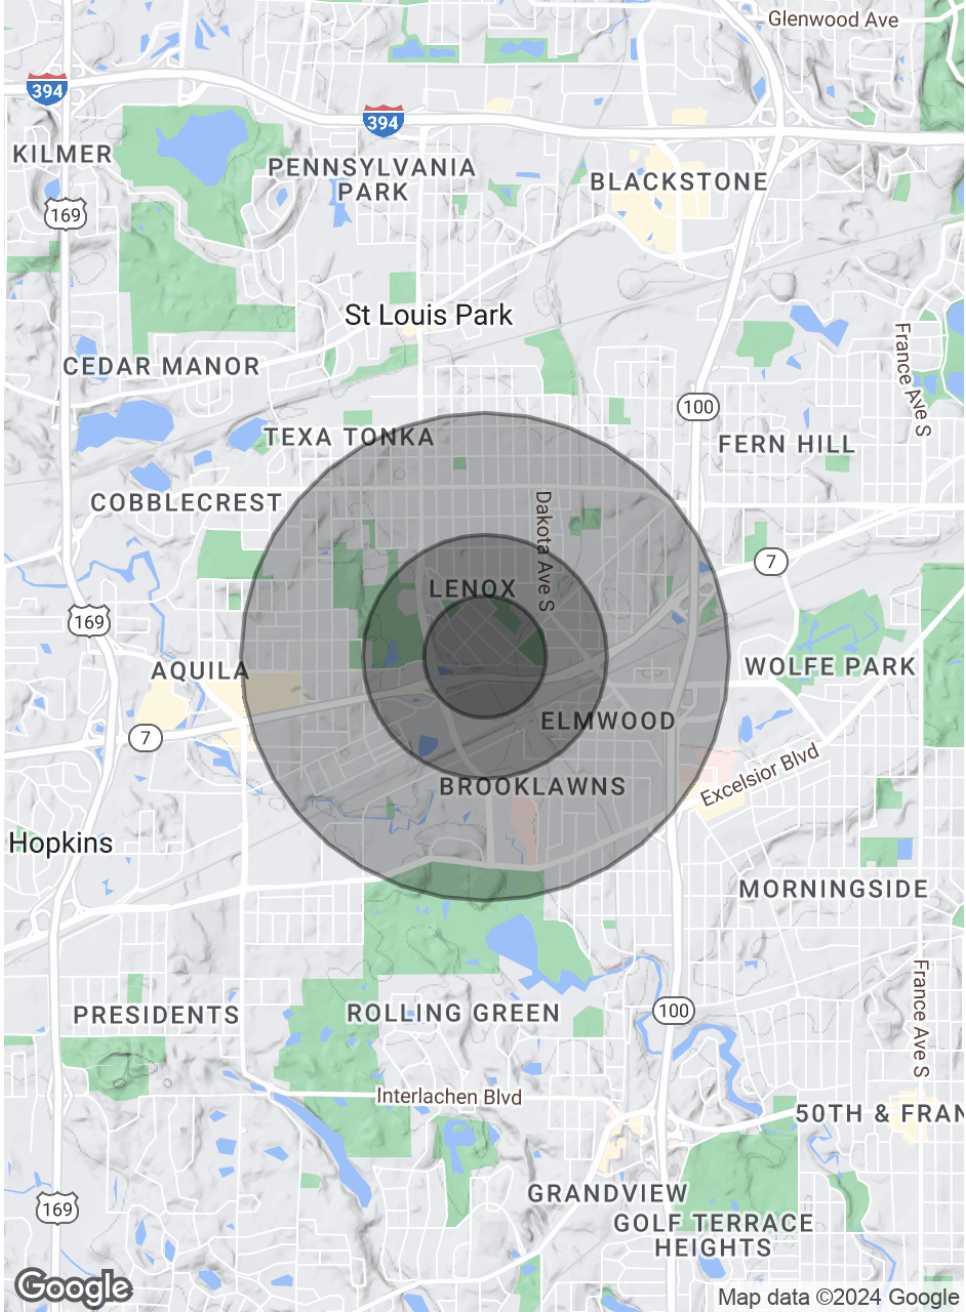 Glenwood Ave
394
394
KILMER
PENNSYLVANIA
PARK
BLACKSTONE
169
St Louis Park
France Ave S
CEDAR MANOR
100
TEXA TONKA
FERN HILL
COBBLECREST
Dakota Ave S
7
LENOX
169
AQUILA
WOLFE PARK
ELMWOOD
7
Excelsior Blvd
BROOKLAWNS
Hopkins
MORNINGSIDE
France Ave S
PRESIDENTS
ROLLING GREEN
100
Interlachen Blvd
50TH & FRAN
GRANDVIEW
169
GOLF TERRACE
HEIGHTS
Google
Map data ©2024 Google